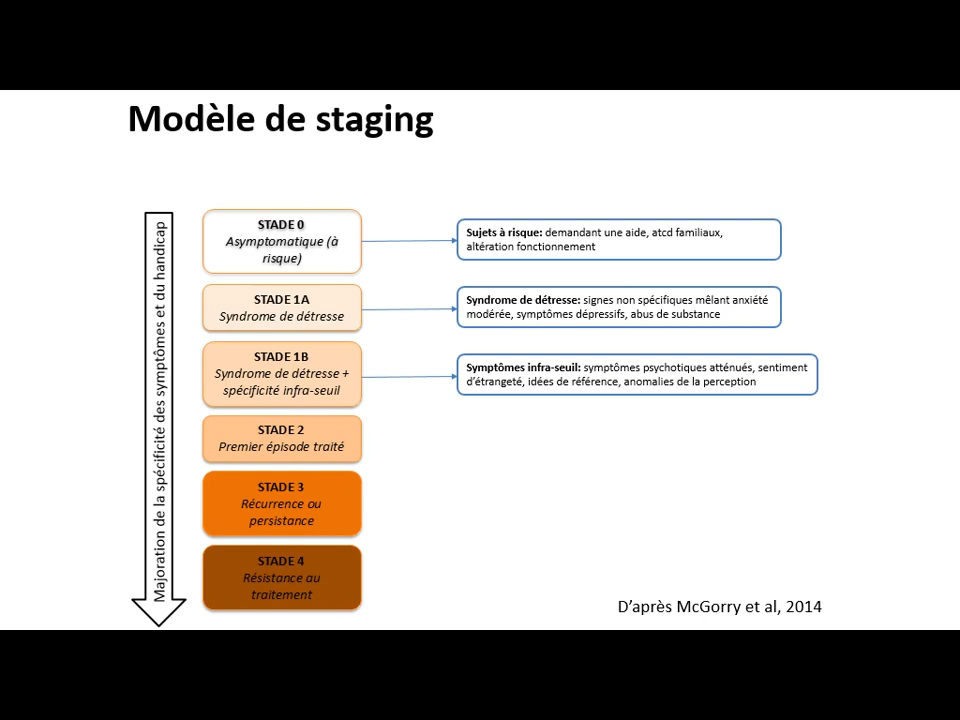 Modèle de staging
Majoration de la spécificité des symptômes et du handicap
STADE 0
Asymptomatique (à
risque)
Sujets à risque: demandant une aide, atcd familiaux,
altération fonctionnement
STADE 1A
Syndrome de détresse
Syndrome de détresse: signes non spécifiques mêlant anxiété
modérée, symptômes dépressifs, abus de substance
STADE 1B
Syndrome de détresse +
spécificité infra-seuil
Symptômes infra-seuil: symptômes psychotiques atténués, sentiment
d'étrangeté, idées de référence, anomalies de la perception
STADE 2
Premier épisode traité
STADE 3
Récurrence ou
persistance
STADE 4
Résistance au
traitement
D'après McGorry et al, 2014